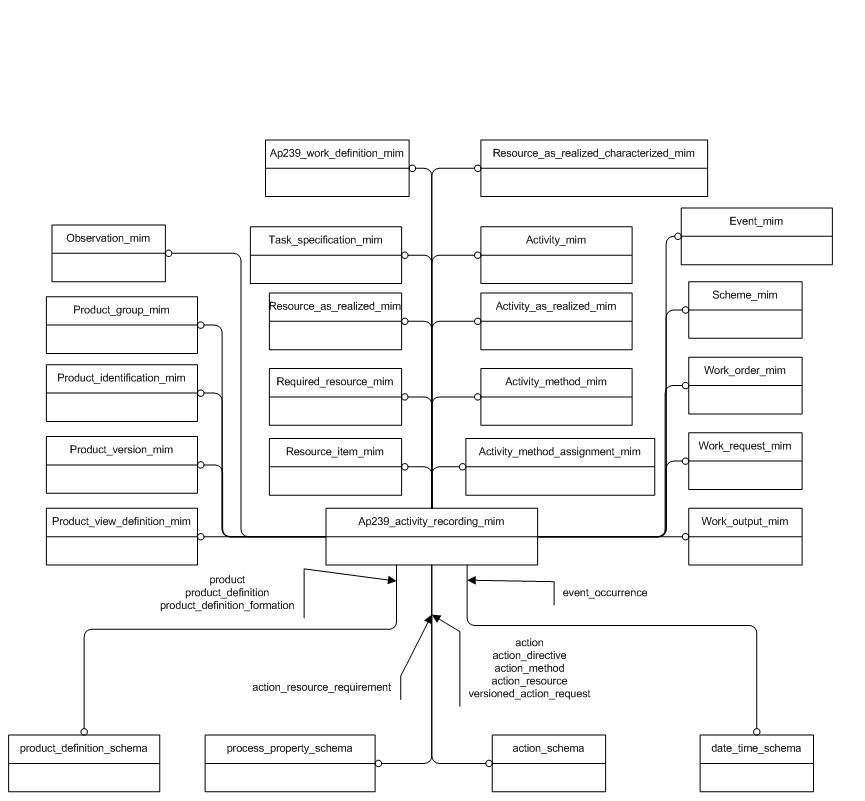 Ap239_work_definition_mim
Resource_as_realized_characterized_mim
Event_mim
Observation_mim
Task_specification_mim
Activity_mim
Scheme_mim
Product_group_mim
Resource_as_realized_mim
Activity_as_realized_mim
Work_order_mim
Product_identification_mim
Required_resource_mim
Activity_method_mim
Work_request_mim
Product_version_mim
Resource_item_mim
Activity_method_assignment_mim
Product_view_definition_mim
Ap239_activity_recording_mim
Work_output_mim
product
product_definition
product_definition_formation
event_occurrence
action
action_directive
action_method
action_resource
versioned_action_request
action_resource_requirement
product_definition_schema
process_property_schema
action_schema
date_time_schema